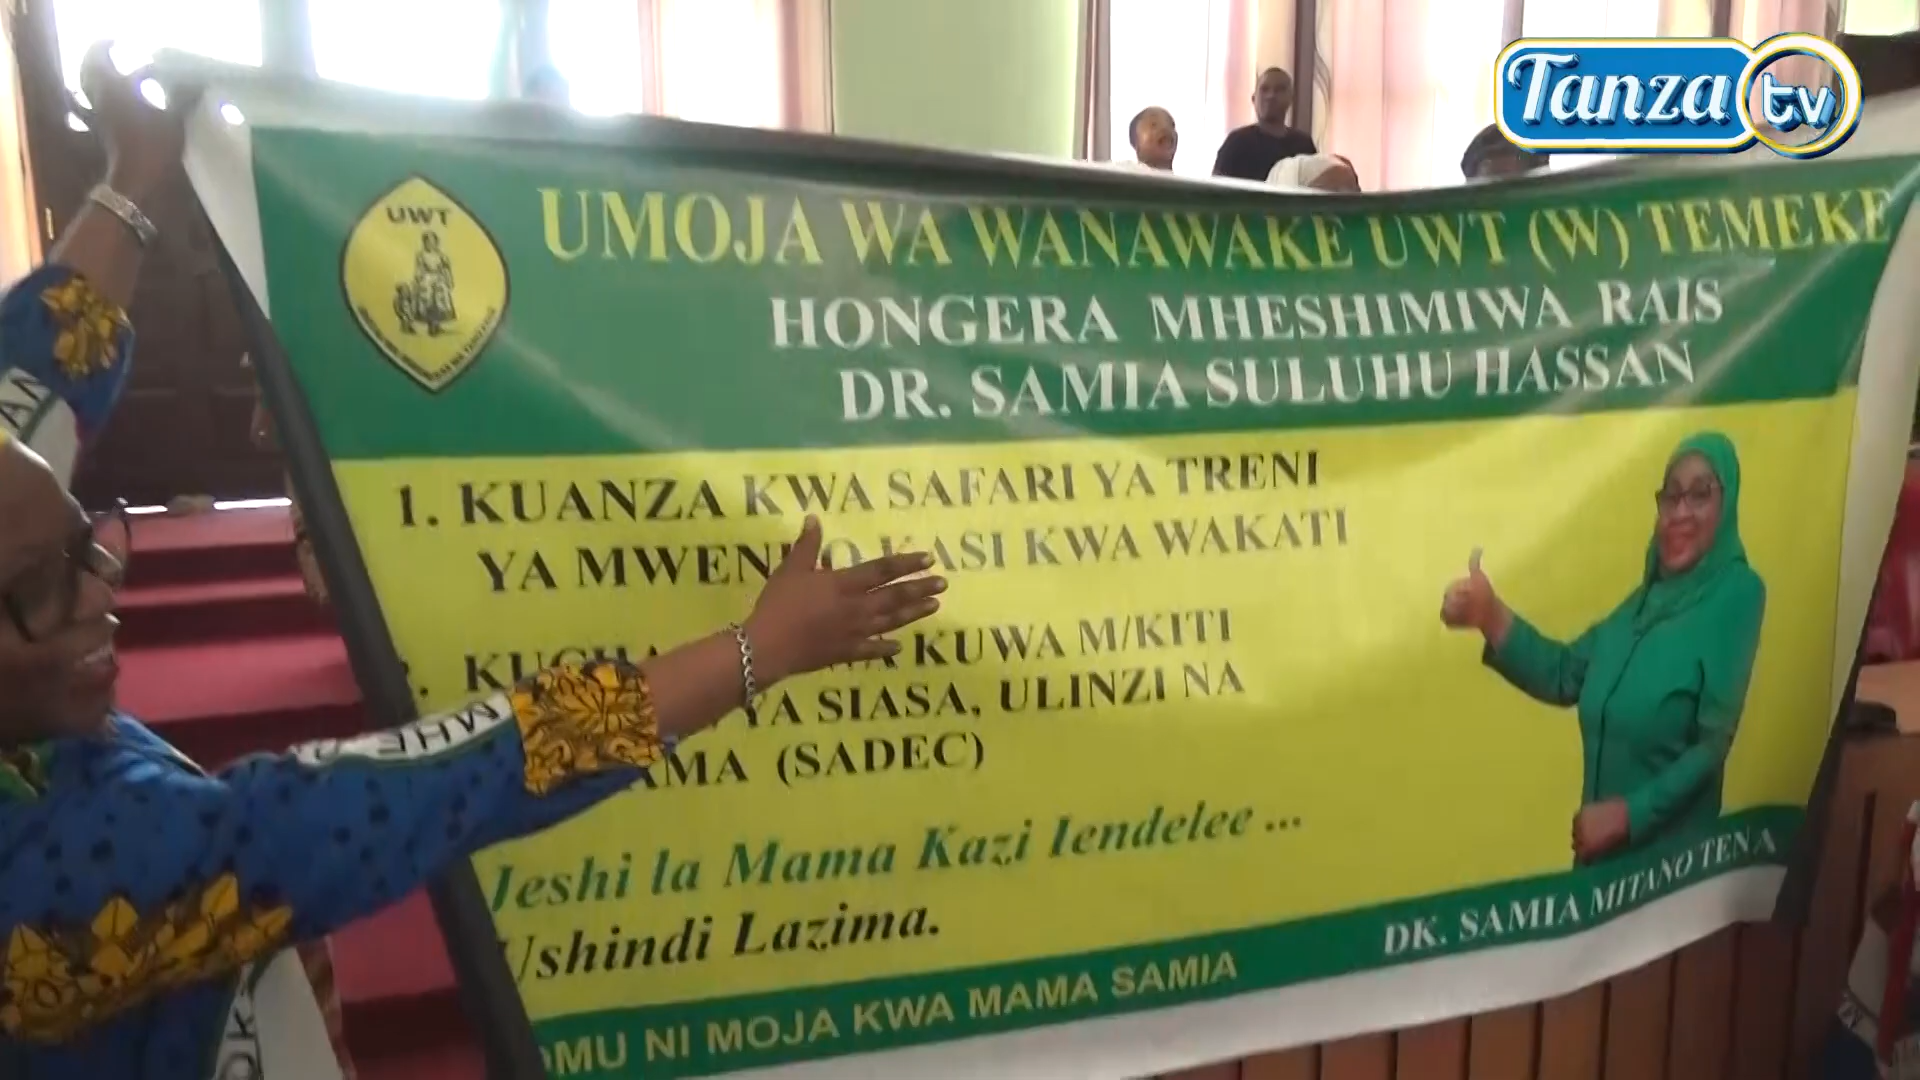 Tanza tv
UWT
UMOJA WA WANAWAKE UWT (W) TEMEKE
HONGERA MHESHIMIWA RAIS
DR. SAMIA SULUHU HASSAN
1. KUANZA KWA SAFARI YA TRENI
YA KASI KWA WAKATI
KUWA M/KITI
YA SIASA, ULINZI NA
(SADEC)
Jeshi la Mama Kazi Iendelee ...
Ushindi Lazima.
NI MOJA KWA MAMA SAMIA
DK. SAMIA MITANO TENA